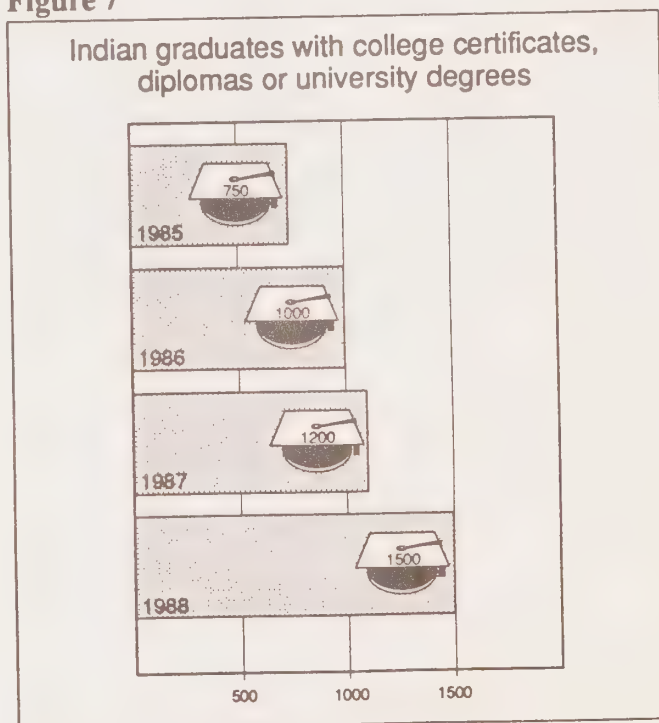 Figure 7
Indian graduates with college certificates,
diplomas or university degrees
750
1985
1000
1986
1200
1987
1500
1988
500 1000 1500